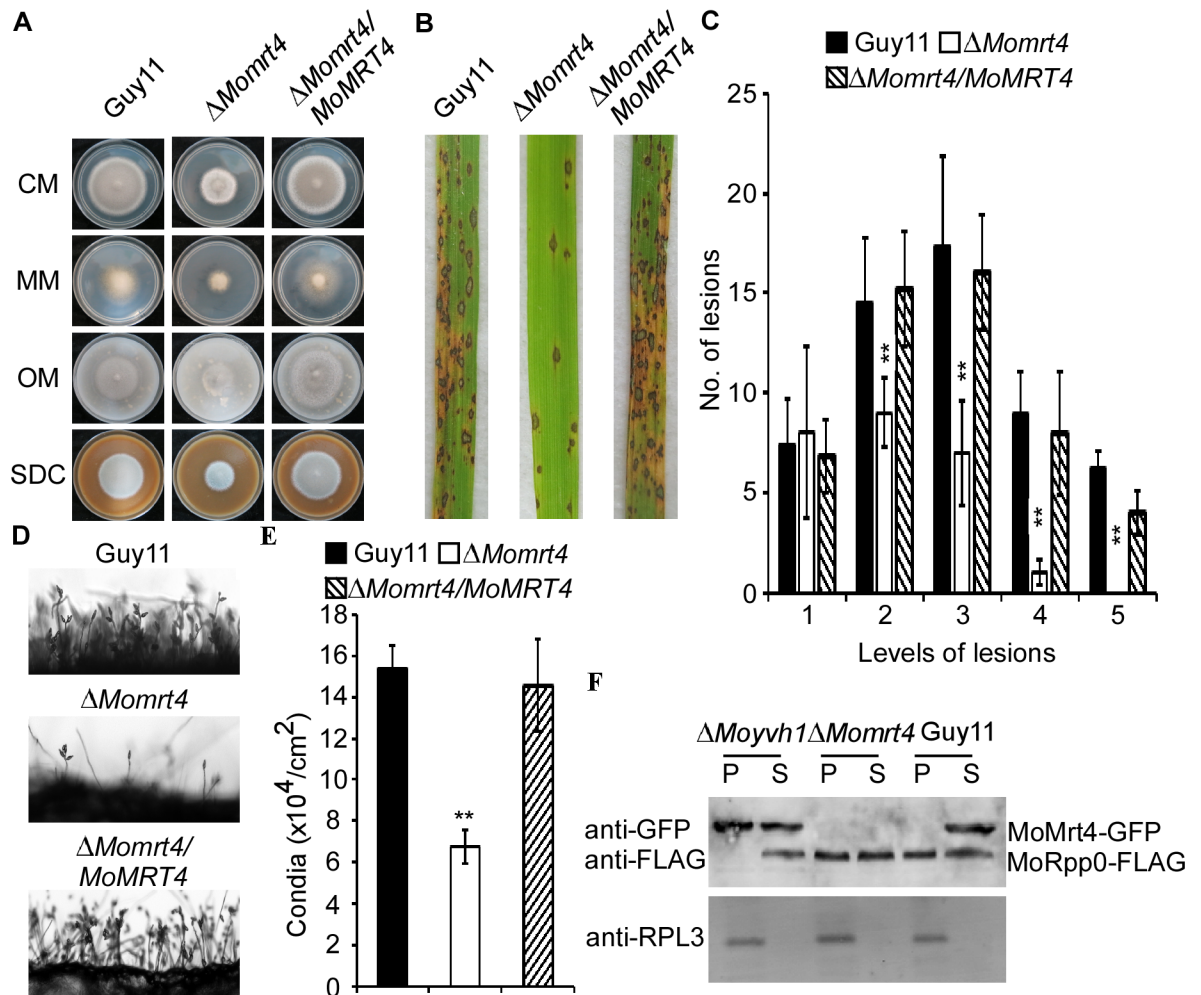 A
Guy11
ΔMomrt4
ΔMomrt4/
MoMRT4
CM
MM
OM
SDC
B
Guy11
ΔMomrt4
ΔMomrt4/
MoMRT4
C
Guy11 ΔMomrt4
ΔMomrt4/MoMRT4
No. of lesions
25
20
15
10
5
0
**
**
**
**
1 2 3 4 5
Levels of lesions
D
Guy11
ΔMomrt4
ΔMomrt4/
MoMRT4
E
Guy11 ΔMomrt4
ΔMomrt4/MoMRT4
Condia (x10⁴/cm²)
18
16
14
12
10
8
6
4
2
0
**
F
ΔMoyvh1 ΔMomrt4 Guy11
P S P S P S
anti-GFP
anti-FLAG
MoMrt4-GFP
MoRpp0-FLAG
anti-RPL3